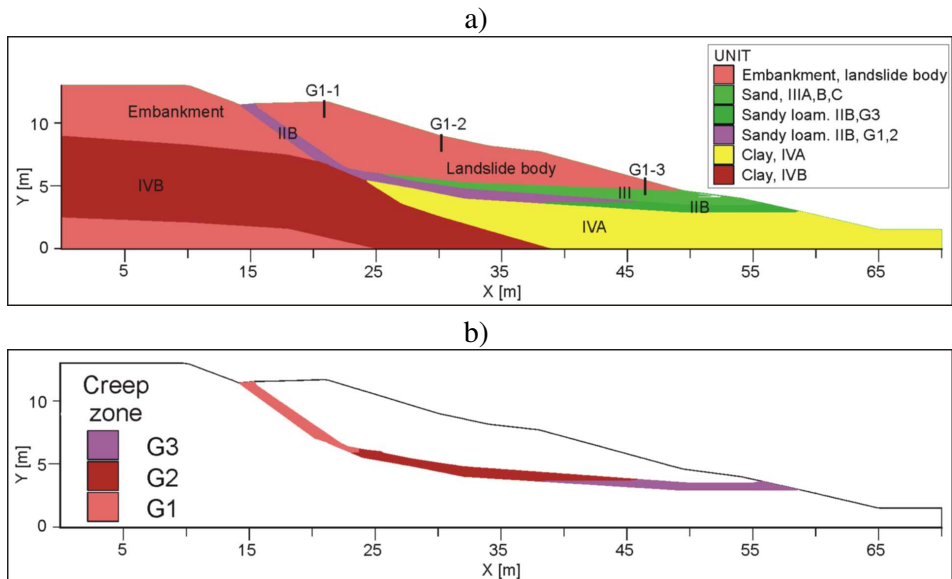 a)
UNIT
Embankment, landslide body
Sand, IIIA,B,C
Sandy loam. IIB,G3
Sandy loam. IIB, G1,2
Clay, IVA
Clay, IVB
G1-1
G1-2
G1-3
Embankment
IIB
Landslide body
III
IIB
IVB
IVA
Y [m]
10
5
0
5 15 25 35 45 55 65
X [m]
b)
Creep
zone
G3
G2
G1
Y [m]
10
5
0
5 15 25 35 45 55 65
X [m]